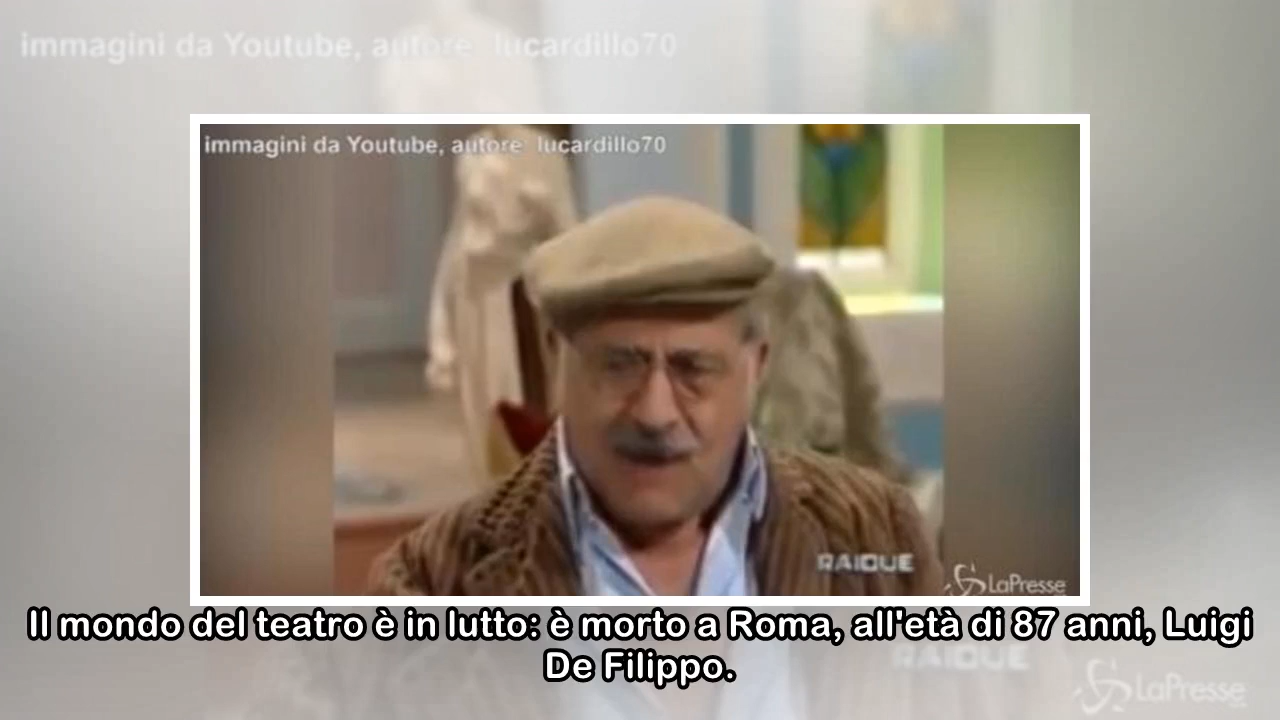 immagini da Youtube, autore lucardillo70
immagini da Youtube, autore lucardillo70
RAIDUE
LaPresse
Il mondo del teatro è in lutto: è morto a Roma, all'età di 87 anni, Luigi
De Filippo.
RAIDUE
LaPresse